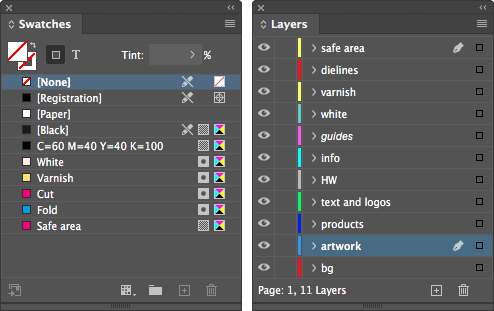 Swatches
T Tint: %
[None]
[Registration]
[Paper]
[Black]
C=60 M=40 Y=40 K=100
White
Varnish
Cut
Fold
Safe area
Layers
safe area
dielines
varnish
white
guides
info
HW
text and logos
products
artwork
bg
Page: 1, 11 Layers